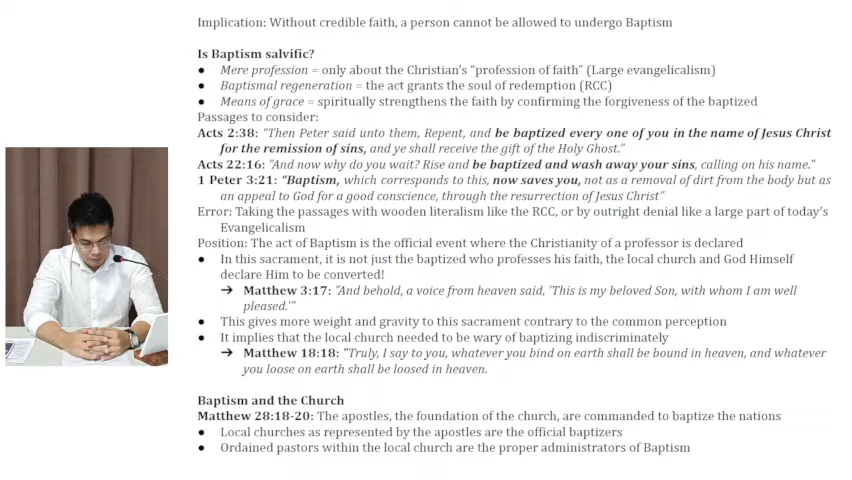 Implication: Without credible faith, a person cannot be allowed to undergo Baptism
Is Baptism salvific?
● Mere profession = only about the Christian's "profession of faith" (Large evangelicalism)
● Baptismal regeneration = the act grants the soul of redemption (RCC)
● Means of grace = spiritually strengthens the faith by confirming the forgiveness of the baptized
Passages to consider:
Acts 2:38: "Then Peter said unto them, Repent, and be baptized every one of you in the name of Jesus Christ
for the remission of sins, and ye shall receive the gift of the Holy Ghost."
Acts 22:16: "And now why do you wait? Rise and be baptized and wash away your sins, calling on his name."
1 Peter 3:21: "Baptism, which corresponds to this, now saves you, not as a removal of dirt from the body but as
an appeal to God for a good conscience, through the resurrection of Jesus Christ"
Error: Taking the passages with wooden literalism like the RCC, or by outright denial like a large part of today's
Evangelicalism
Position: The act of Baptism is the official event where the Christianity of a professor is declared
● In this sacrament, it is not just the baptized who professes his faith, the local church and God Himself
declare Him to be converted!
➔ Matthew 3:17: "And behold, a voice from heaven said, 'This is my beloved Son, with whom I am well
pleased.'"
● This gives more weight and gravity to this sacrament contrary to the common perception
● It implies that the local church needed to be wary of baptizing indiscriminately
➔ Matthew 18:18: "Truly, I say to you, whatever you bind on earth shall be bound in heaven, and whatever
you loose on earth shall be loosed in heaven.
Baptism and the Church
Matthew 28:18-20: The apostles, the foundation of the church, are commanded to baptize the nations
● Local churches as represented by the apostles are the official baptizers
● Ordained pastors within the local church are the proper administrators of Baptism